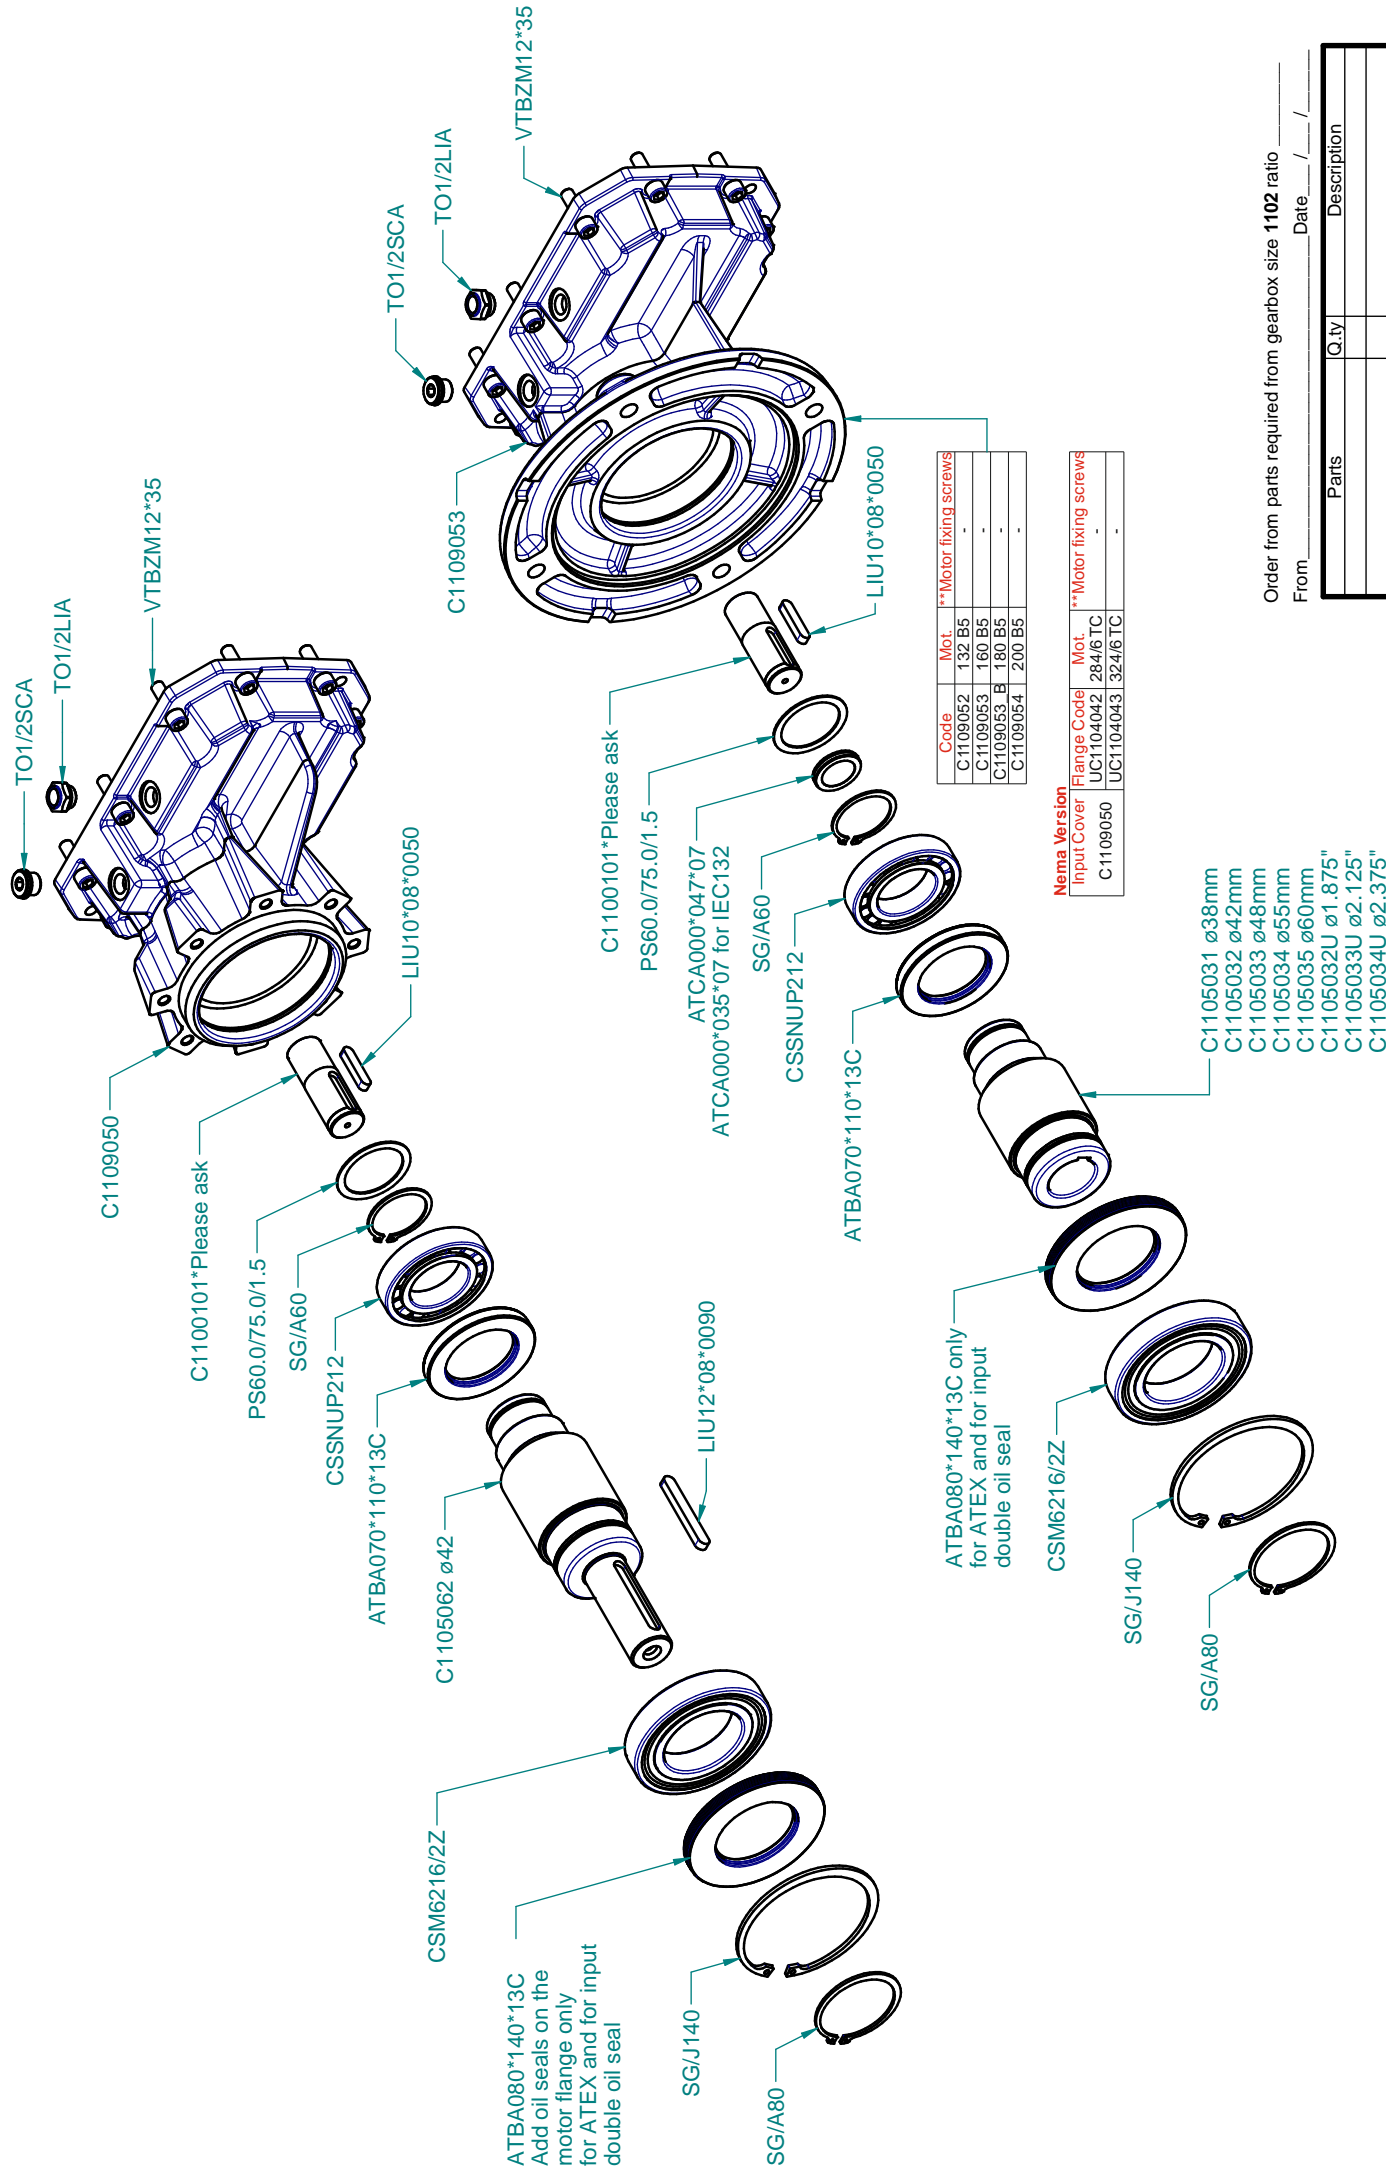 TO1/2SCA
TO1/2LIA
VTBZM12*35
C1109050
LIU10*08*0050
C1100101*Please ask
PS60.0/75.0/1.5
SG/A60
CSSNUP212
ATBA070*110*13C
C1105062 ø42
LIU12*08*0090
CSM6216/2Z
ATBA080*140*13C
Add oil seals on the
motor flange only
for ATEX and for input
double oil seal
SG/J140
SG/A80
VTBZM12*35
TO1/2LIA
TO1/2SCA
C1109053
LIU10*08*0050
C1100101*Please ask
PS60.0/75.0/1.5
ATCA000*047*07
ATCA000*035*07 for IEC132
SG/A60
CSSNUP212
ATBA070*110*13C
ATBA080*140*13C only
for ATEX and for input
double oil seal
CSM6216/2Z
SG/J140
SG/A80
C1105031 ø38mm
C1105032 ø42mm
C1105033 ø48mm
C1105034 ø55mm
C1105035 ø60mm
C1105032U ø1.875"
C1105033U ø2.125"
C1105034U ø2.375"
Code Mot. **Motor fixing screws
C1109052 132 B5 -
C1109053 160 B5 -
C1109053_B 180 B5 -
C1109054 200 B5 -
Nema Version
Input Cover Flange Code Mot. **Motor fixing screws
C1109050 UC1104042 284/6 TC -
UC1104043 324/6 TC -
Order from parts required from gearbox size 1102 ratio ______
From ______ Date ___/___/___
Parts Q.ty Description